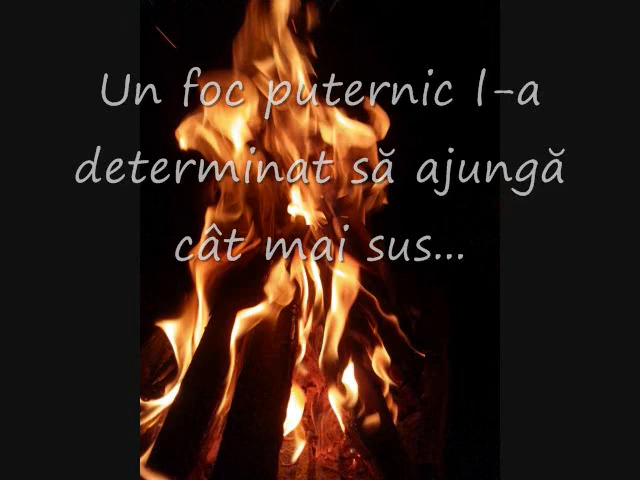 Un foc puternic l-a
determinat să ajungă
cât mai sus...